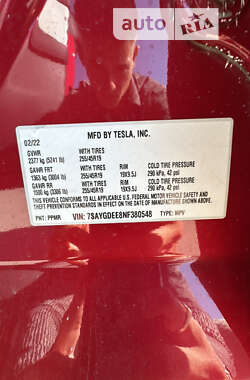 auto RIA
MFD BY TESLA, INC.
02/22
GVWR WITH TIRES
2377 kg (5241 lb) 255/45R19
GAWR FRT WITH TIRES RIM COLD TIRE PRESSURE
1363 kg (3004 lb) 255/45R19 19X9.5J 290 kPa, 42 psi
GAWR RR WITH TIRES RIM COLD TIRE PRESSURE
1500 kg (3306 lb) 255/45R19 19X9.5J 290 kPa, 42 psi
THIS VEHICLE CONFORMS TO ALL APPLICABLE U.S. FEDERAL MOTOR VEHICLE SAFETY AND
THEFT PREVENTION STANDARDS IN EFFECT ON THE DATE OF MANUFACTURE SHOWN ABOVE.
PNT: PPMR VIN: 7SAYGDEE8NF380548 TYPE: MPV